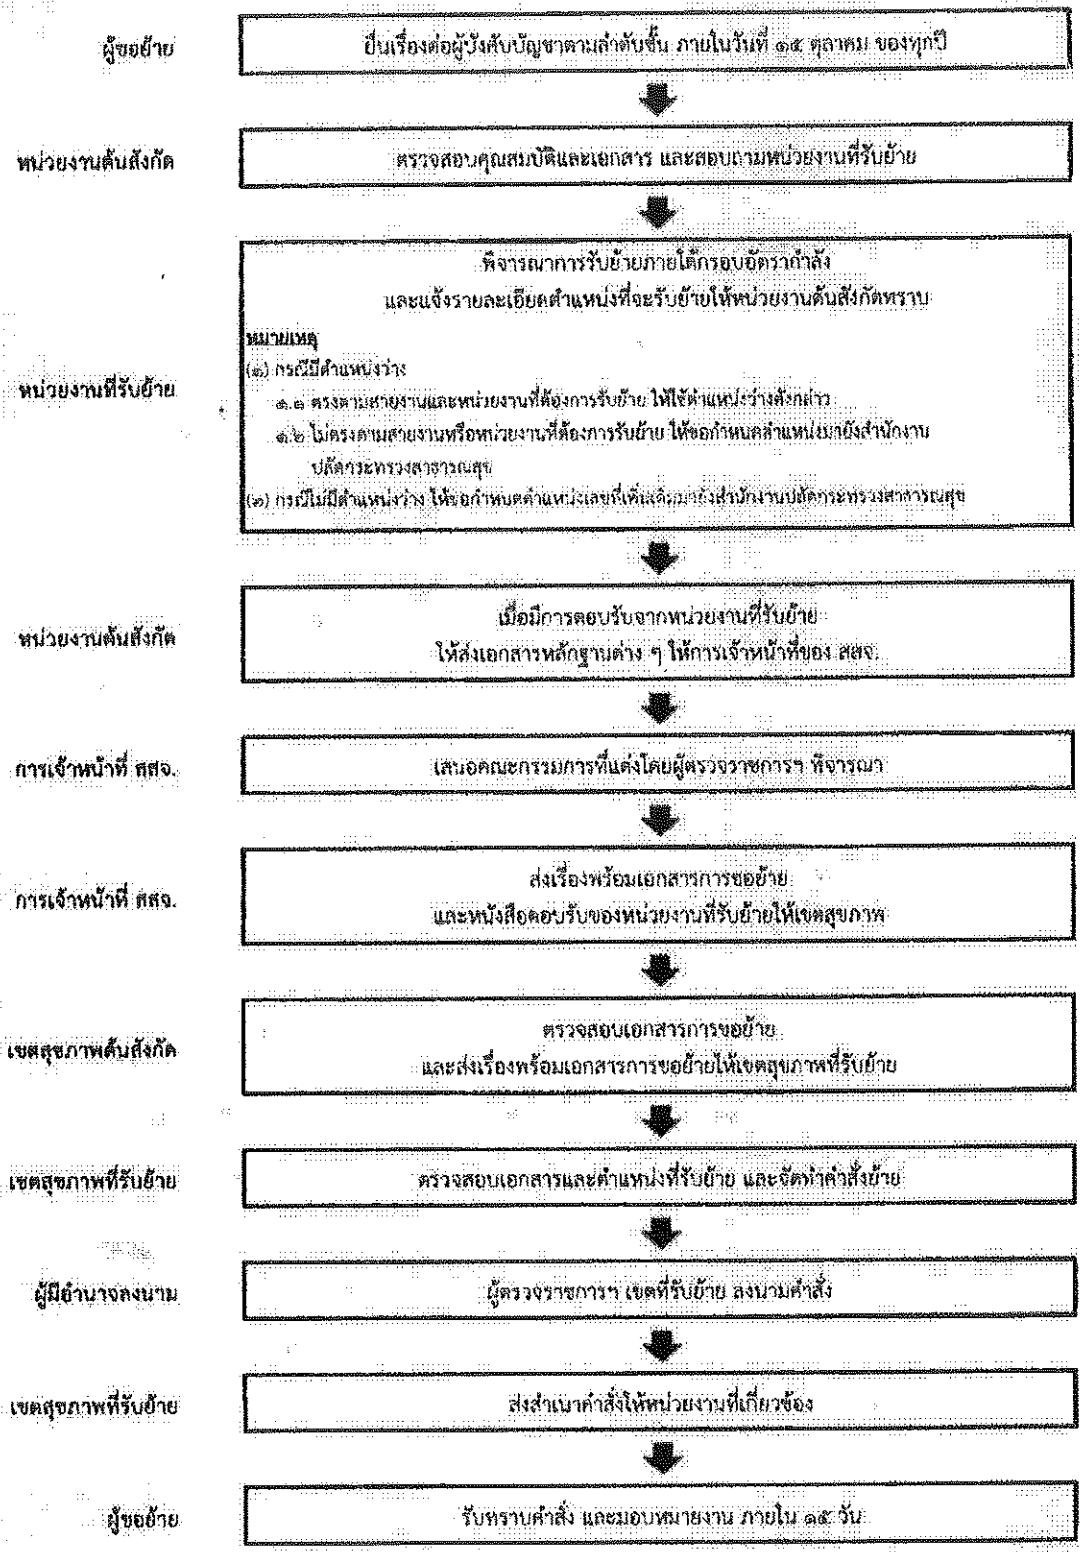 ผู้ขอย้าย
ยื่นเรื่องต่อผู้บังคับบัญชาตามลำดับชั้น ภายในวันที่ ๑๕ ตุลาคม ของทุกปี
หน่วยงานต้นสังกัด
ตรวจสอบคุณสมบัติและเอกสาร และสอบถามหน่วยงานที่รับย้าย
หน่วยงานที่รับย้าย
พิจารณาการรับย้ายภายใต้กรอบอัตรากำลัง
และแจ้งรายละเอียดตำแหน่งที่จะรับย้ายให้หน่วยงานต้นสังกัดทราบ
หมายเหตุ
(๑) กรณีมีตำแหน่งว่าง
๑.๑ ตรงตามสายงานและหน่วยงานที่ต้องการรับย้าย ให้ใช้ตำแหน่งว่างดังกล่าว
๑.๒ ไม่ตรงตามสายงานหรือหน่วยงานที่ต้องการรับย้าย ให้ขอกำหนดตำแหน่งมายังสำนักงาน
ปลัดกระทรวงสาธารณสุข
(๒) กรณีไม่มีตำแหน่งว่าง ให้ขอกำหนดตำแหน่งเลขที่เพิ่มเติมมายังสำนักงานปลัดกระทรวงสาธารณสุข
หน่วยงานต้นสังกัด
เมื่อมีการตอบรับจากหน่วยงานที่รับย้าย
ให้ส่งเอกสารหลักฐานต่าง ๆ ให้การเจ้าหน้าที่ของ สสจ.
การเจ้าหน้าที่ สสจ.
เสนอคณะกรรมการที่แต่งโดยผู้ตรวจราชการฯ พิจารณา
การเจ้าหน้าที่ สสจ.
ส่งเรื่องพร้อมเอกสารการขอย้าย
และหนังสือตอบรับของหน่วยงานที่รับย้ายให้เขตสุขภาพ
เขตสุขภาพต้นสังกัด
ตรวจสอบเอกสารการขอย้าย
และส่งเรื่องพร้อมเอกสารการขอย้ายให้เขตสุขภาพที่รับย้าย
เขตสุขภาพที่รับย้าย
ตรวจสอบเอกสารและตำแหน่งที่รับย้าย และจัดทำคำสั่งย้าย
ผู้มีอำนาจลงนาม
ผู้ตรวจราชการฯ เขตที่รับย้าย ลงนามคำสั่ง
เขตสุขภาพที่รับย้าย
ส่งสำเนาคำสั่งให้หน่วยงานที่เกี่ยวข้อง
ผู้ขอย้าย
รับทราบคำสั่ง และมอบหมายงาน ภายใน ๑๕ วัน